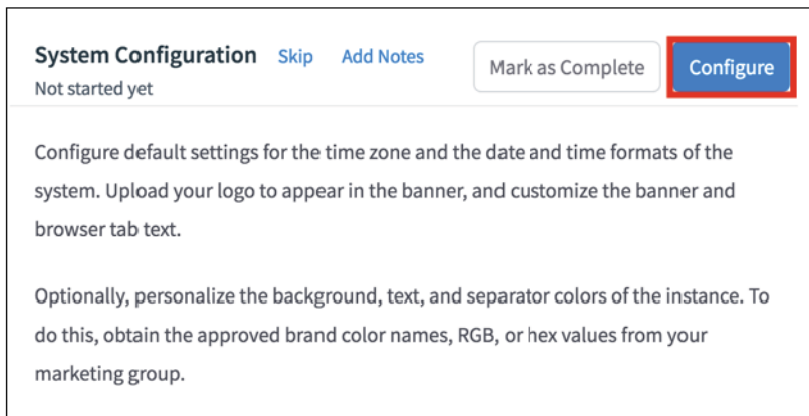 System Configuration Skip Add Notes Mark as Complete Configure
Not started yet
Configure default settings for the time zone and the date and time formats of the
system. Upload your logo to appear in the banner, and customize the banner and
browser tab text.
Optionally, personalize the background, text, and separator colors of the instance. To
do this, obtain the approved brand color names, RGB, or hex values from your
marketing group.